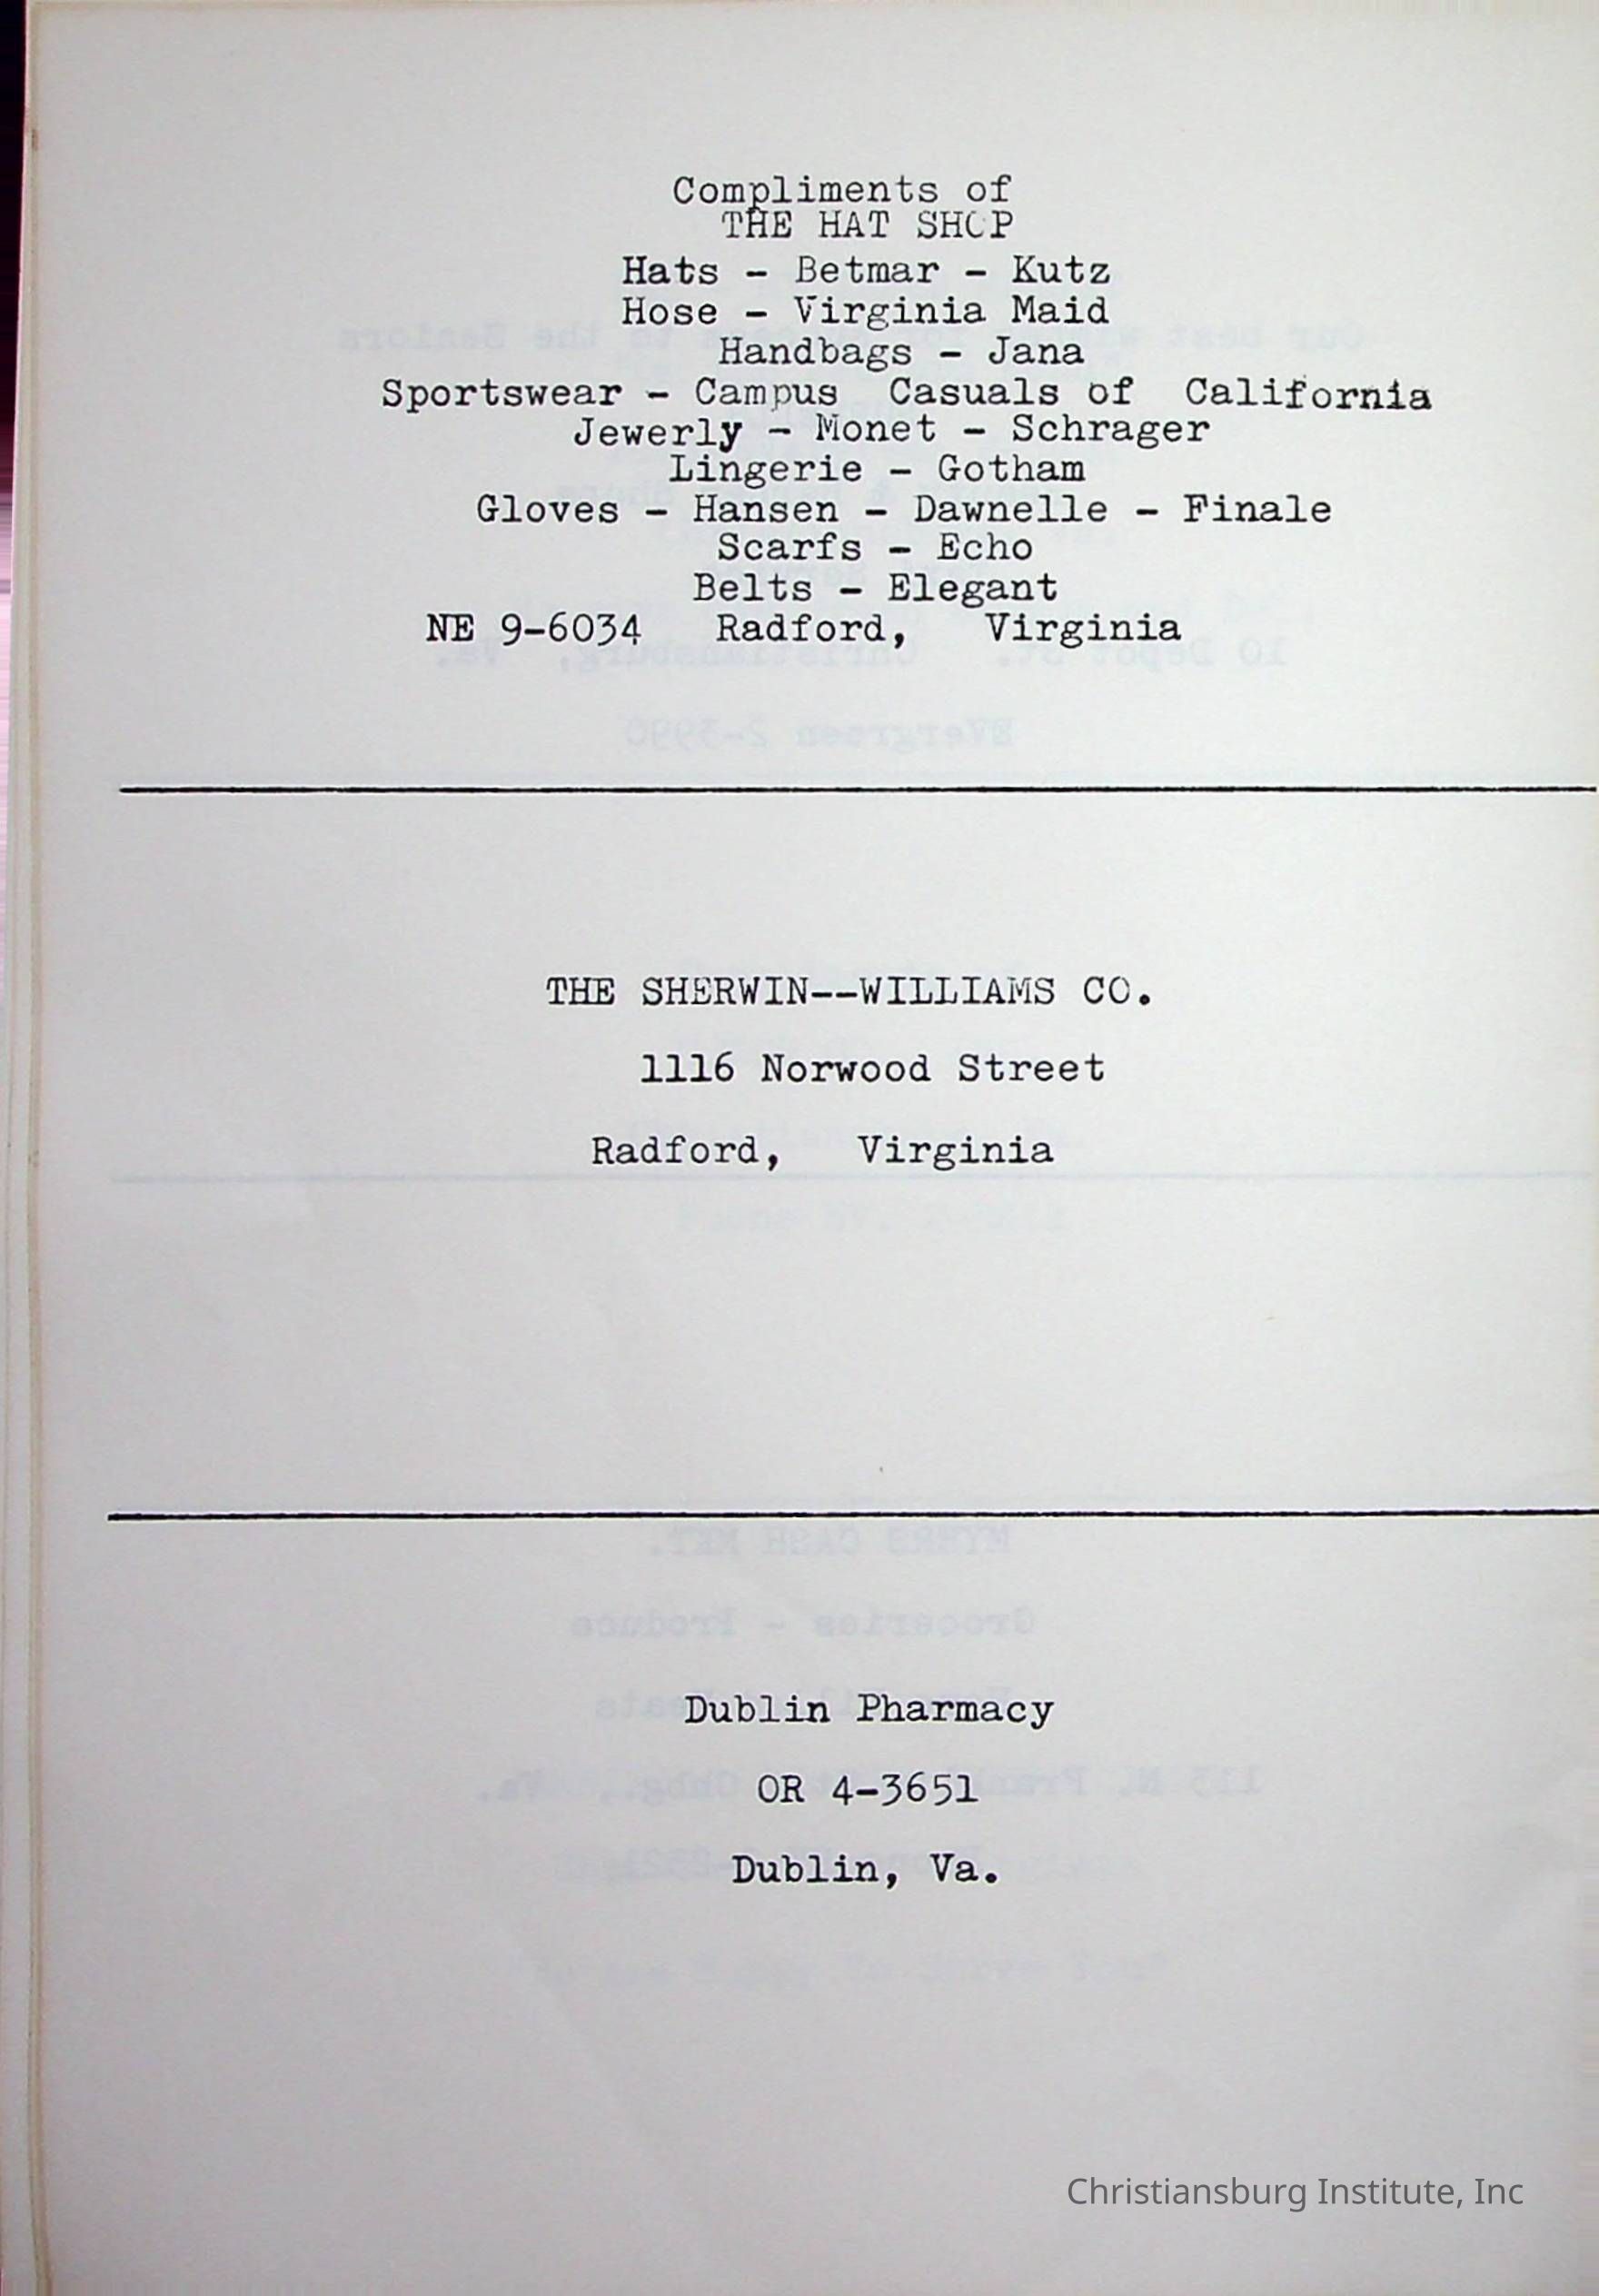 Compliments of
THE HAT SHOP
Hats - Betmar - Kutz
Hose - Virginia Maid
Handbags - Jana
Sportswear - Campus Casuals of California
Jewerly - Monet - Schrager
Lingerie - Gotham
Gloves - Hansen - Dawnelle - Finale
Scarfs - Echo
Belts - Elegant
NE 9-6034 Radford, Virginia
THE SHERWIN--WILLIAMS CO.
1116 Norwood Street
Radford, Virginia
Dublin Pharmacy
OR 4-3651
Dublin, Va.
Christiansburg Institute, Inc